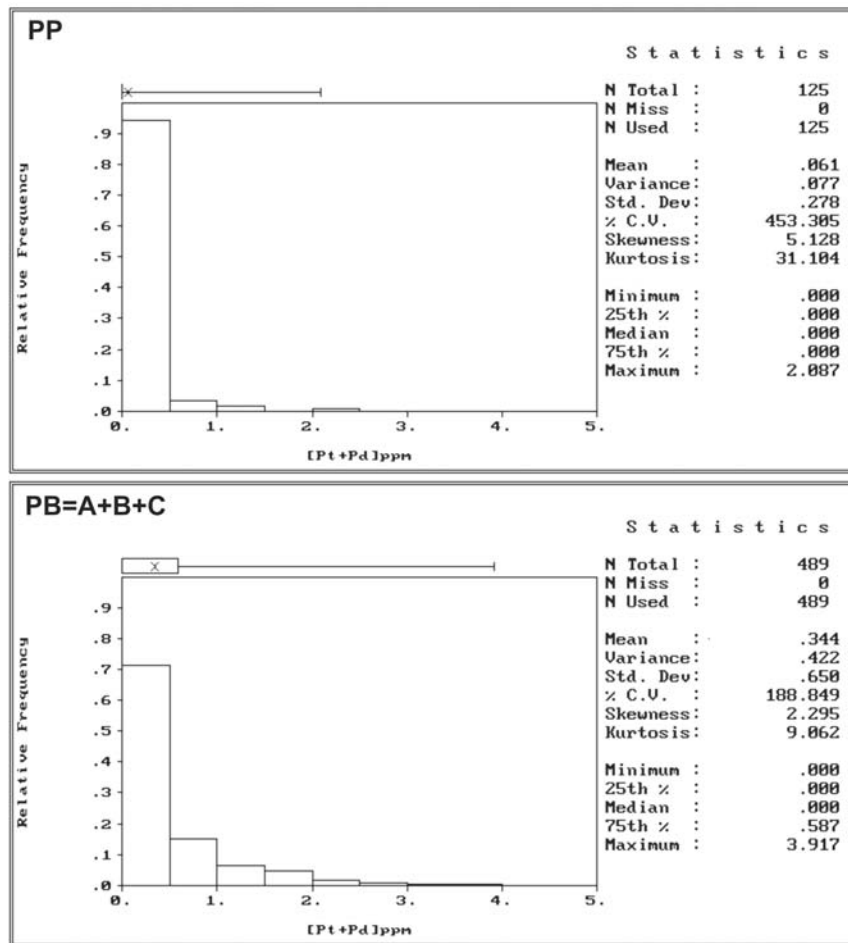 PP
S t a t i s t i c s
N Total : 125
N Miss : 0
N Used : 125
Mean : .061
Variance: .077
Std. Dev: .278
% C.V. : 453.305
Skewness: 5.128
Kurtosis: 31.104
Minimum : .000
25th % : .000
Median : .000
75th % : .000
Maximum : 2.087
Relative Frequency
.9
.8
.7
.6
.5
.4
.3
.2
.1
.0
0. 1. 2. 3. 4. 5.
[Pt+Pd]ppm
PB=A+B+C
S t a t i s t i c s
N Total : 489
N Miss : 0
N Used : 489
Mean : .344
Variance: .422
Std. Dev: .650
% C.V. : 188.849
Skewness: 2.295
Kurtosis: 9.062
Minimum : .000
25th % : .000
Median : .000
75th % : .587
Maximum : 3.917
Relative Frequency
.9
.8
.7
.6
.5
.4
.3
.2
.1
.0
0. 1. 2. 3. 4. 5.
[Pt+Pd]ppm